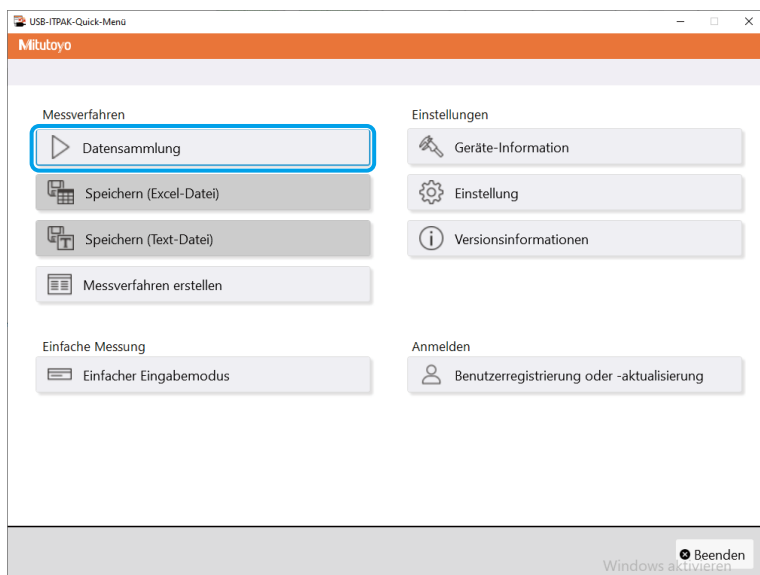 USB-ITPAK-Quick-Menü
Mitutoyo
Messverfahren
Datensammlung
Speichern (Excel-Datei)
Speichern (Text-Datei)
Messverfahren erstellen
Einfache Messung
Einfacher Eingabemodus
Einstellungen
Geräte-Information
Einstellung
Versionsinformationen
Anmelden
Benutzerregistrierung oder -aktualisierung
Beenden
Windows aktivieren